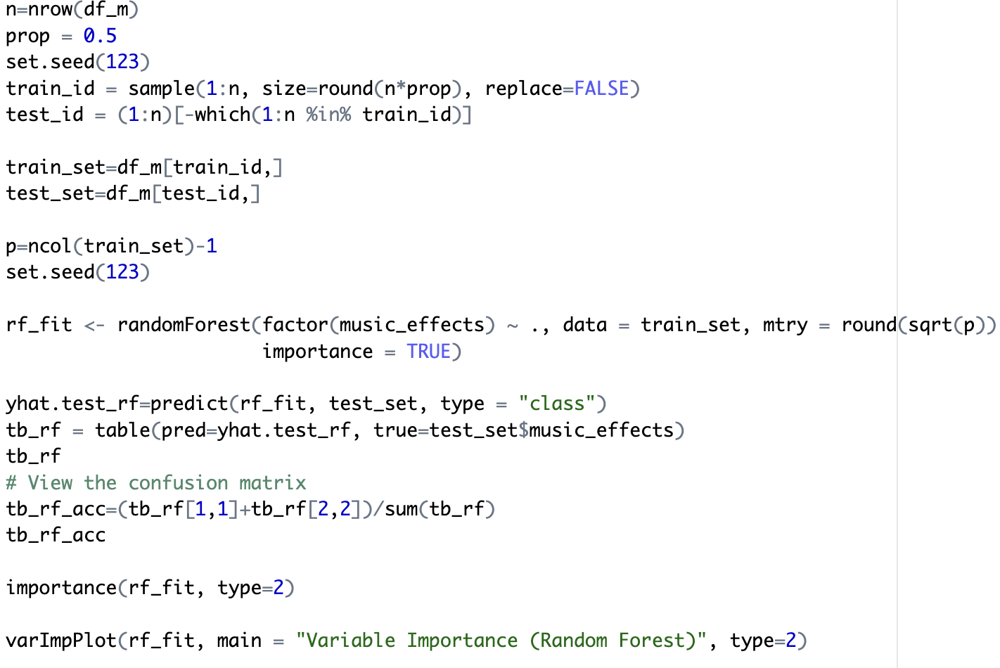 n=nrow(df_m)
prop = 0.5
set.seed(123)
train_id = sample(1:n, size=round(n*prop), replace=FALSE)
test_id = (1:n)[-which(1:n %in% train_id)]
train_set=df_m[train_id,]
test_set=df_m[test_id,]
p=ncol(train_set)-1
set.seed(123)
rf_fit <- randomForest(factor(music_effects) ~ ., data = train_set, mtry = round(sqrt(p))
importance = TRUE)
yhat.test_rf=predict(rf_fit, test_set, type = "class")
tb_rf = table(pred=yhat.test_rf, true=test_set$music_effects)
tb_rf
# View the confusion matrix
tb_rf_acc=(tb_rf[1,1]+tb_rf[2,2])/sum(tb_rf)
tb_rf_acc
importance(rf_fit, type=2)
varImpPlot(rf_fit, main = "Variable Importance (Random Forest)", type=2)